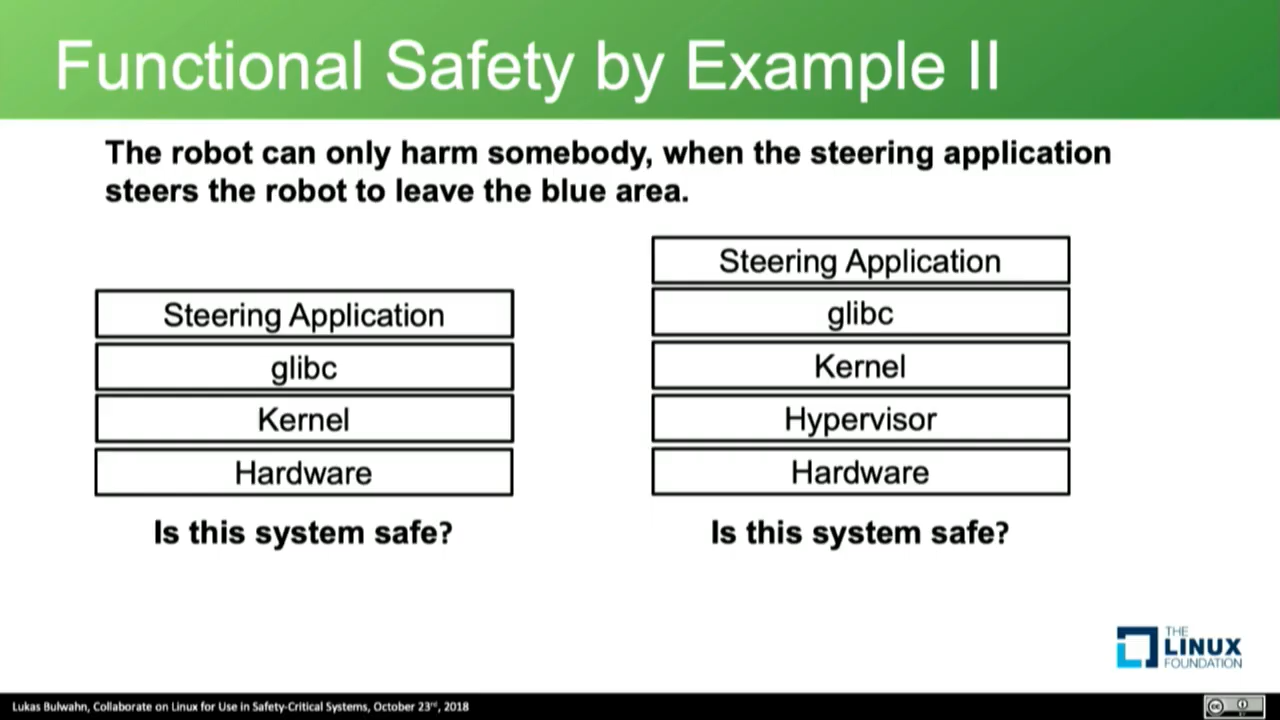 Functional Safety by Example II
The robot can only harm somebody, when the steering application
steers the robot to leave the blue area.
Steering Application
glibc
Kernel
Hardware
Is this system safe?
Steering Application
glibc
Kernel
Hypervisor
Hardware
Is this system safe?
THE
LINUX
FOUNDATION
Lukas Bulwahn, Collaborate on Linux for Use in Safety-Critical Systems, October 23rd, 2018